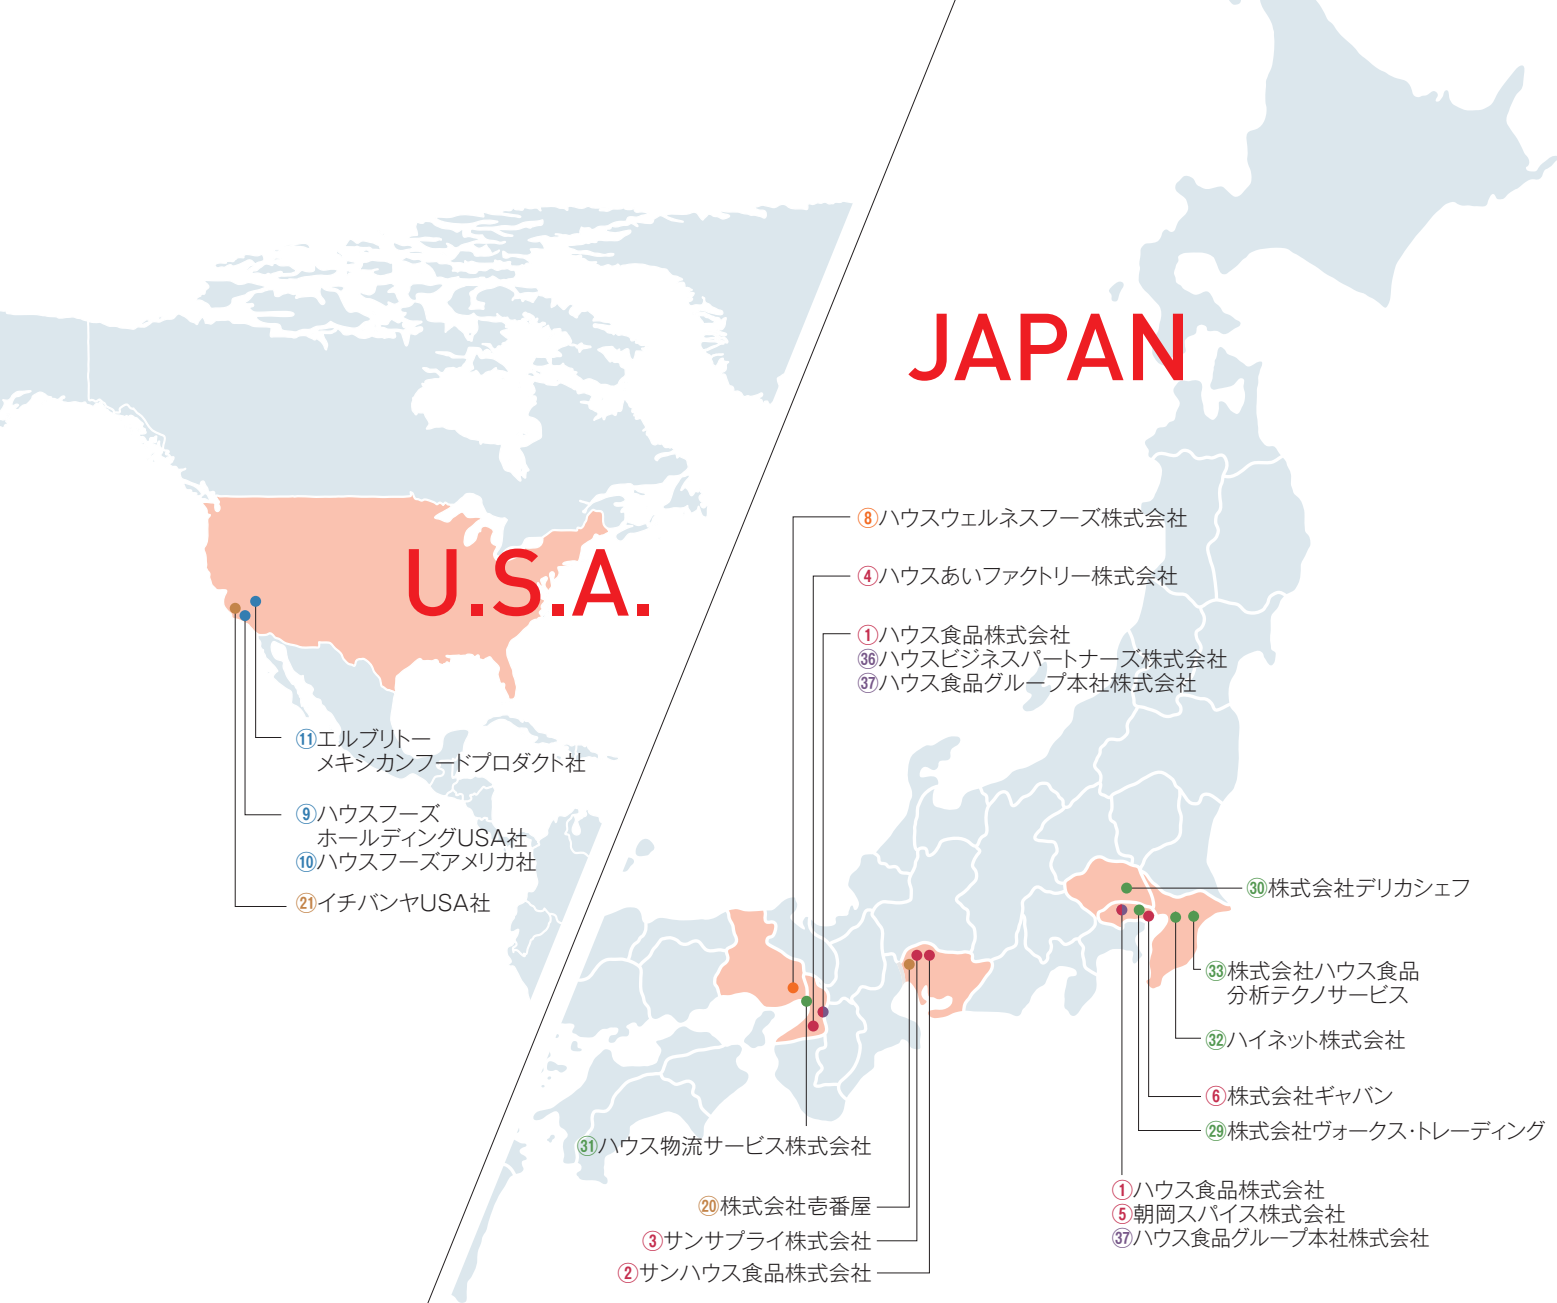 JAPAN
U.S.A.
⑧ハウスウェルネスフーズ株式会社
④ハウスあいファクトリー株式会社
①ハウス食品株式会社
㊱ハウスビジネスパートナーズ株式会社
㊲ハウス食品グループ本社株式会社
⑪エルブリトー
メキシカンフードプロダクト社
⑨ハウスフーズ
ホールディングUSA社
⑩ハウスフーズアメリカ社
㉑イチバンヤUSA社
㉚株式会社デリカシェフ
㉝株式会社ハウス食品
分析テクノサービス
㉜ハイネット株式会社
⑥株式会社ギャバン
㉙株式会社ヴォークス・トレーディング
①ハウス食品株式会社
⑤朝岡スパイス株式会社
㊲ハウス食品グループ本社株式会社
㉛ハウス物流サービス株式会社
⑳株式会社壱番屋
③サンサプライ株式会社
②サンハウス食品株式会社